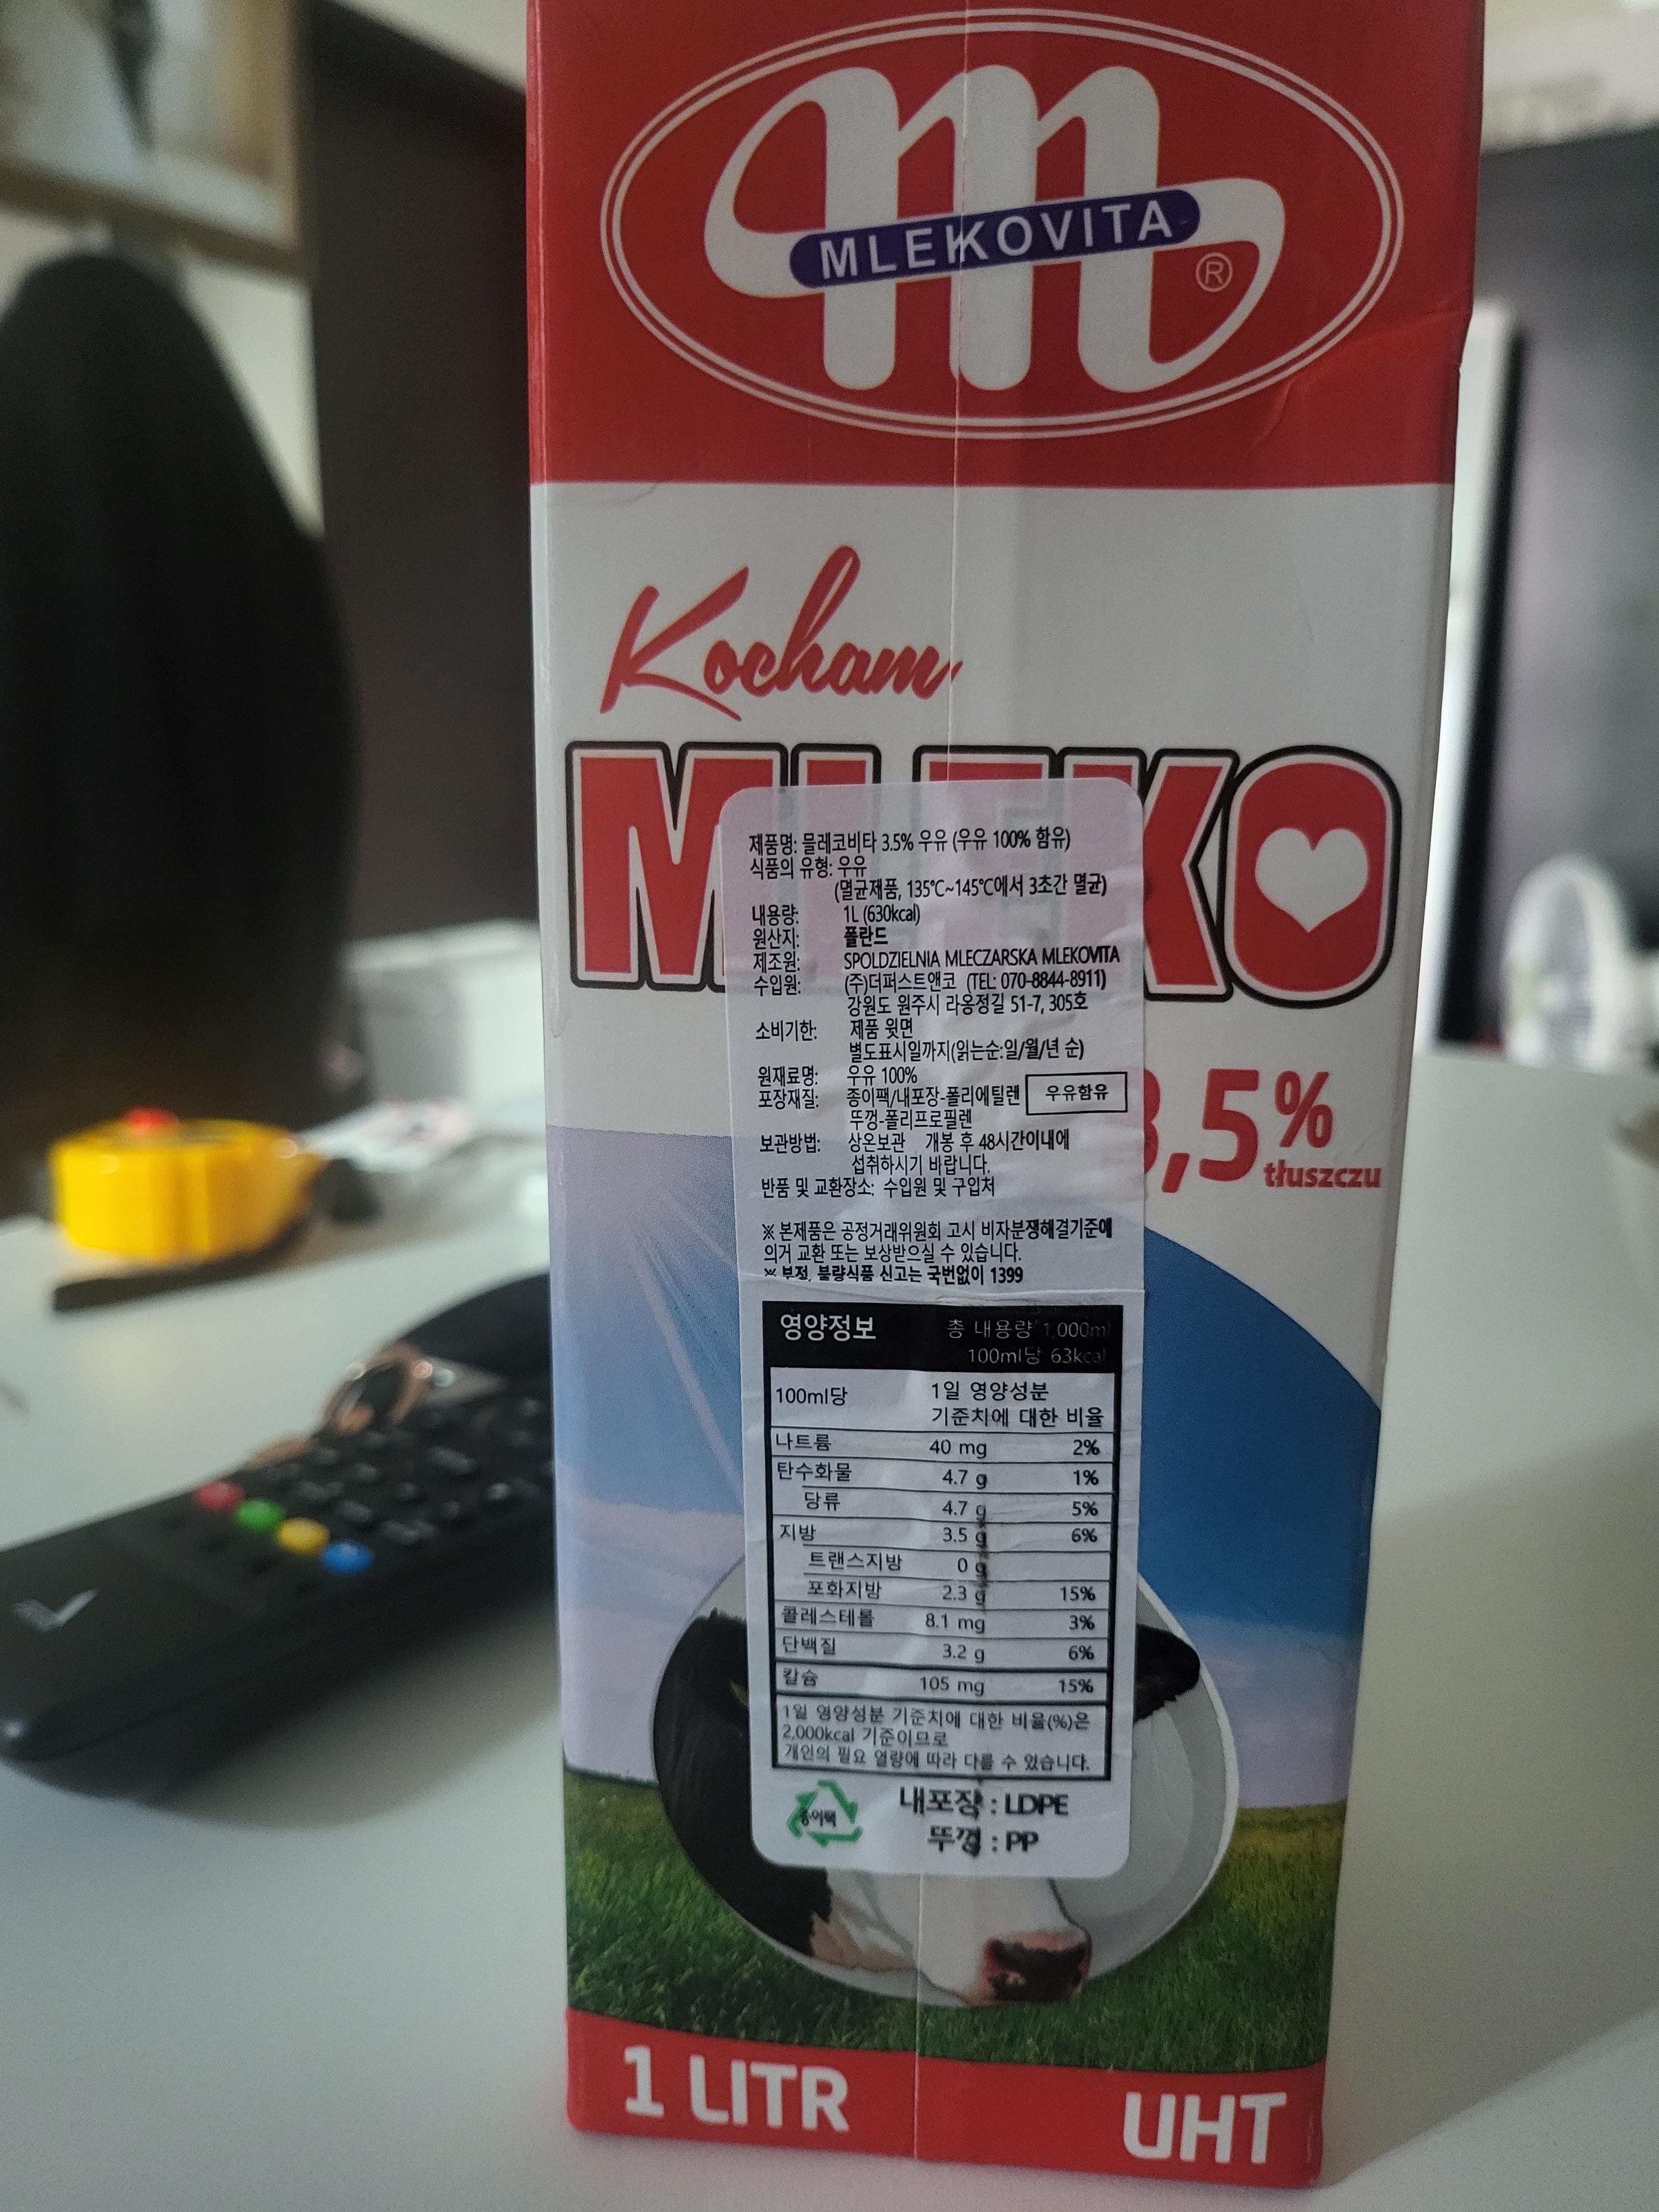 MLEKOVITA
®
Kocham
MLEKO
제품명: 믈레코비타 3.5% 우유 (우유 100% 함유)
식품의 유형: 우유
(멸균제품, 135℃~145℃에서 3초간 멸균)
내용량: 1L (630kcal)
원산지: 폴란드
제조원: SPOLDZIELNIA MLECZARSKA MLEKOVITA
수입원: (주)더퍼스트앤코 (TEL: 070-8844-8911)
강원도 원주시 라옹정길 51-7, 305호
소비기한: 제품 윗면
별도표시일까지(읽는순:일/월/년 순)
원재료명: 우유 100%
포장재질: 종이팩/내포장-폴리에틸렌 우유함유
뚜껑-폴리프로필렌
보관방법: 상온보관 개봉 후 48시간이내에
섭취하시기 바랍니다.
반품 및 교환장소: 수입원 및 구입처
※ 본제품은 공정거래위원회 고시 비자분쟁해결기준에
의거 교환 또는 보상받으실 수 있습니다.
※ 부정, 불량식품 신고는 국번없이 1399
3,5%
tłuszczu
영양정보 총 내용량 1,000ml
100ml당 63kcal
100ml당 1일 영양성분
기준치에 대한 비율
나트륨 40 mg 2%
탄수화물 4.7 g 1%
당류 4.7 g 5%
지방 3.5 g 6%
트랜스지방 0 g
포화지방 2.3 g 15%
콜레스테롤 8.1 mg 3%
단백질 3.2 g 6%
칼슘 105 mg 15%
1일 영양성분 기준치에 대한 비율(%)은
2,000kcal 기준이므로
개인의 필요 열량에 따라 다를 수 있습니다.
종이팩
내포장 : LDPE
뚜껑 : PP
1 LITR UHT